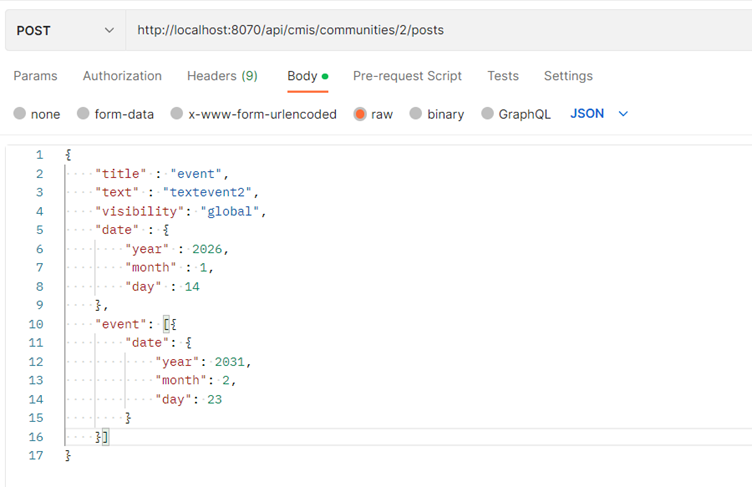 POST http://localhost:8070/api/cmis/communities/2/posts
Params Authorization Headers (9) Body Pre-request Script Tests Settings
none form-data x-www-form-urlencoded raw binary GraphQL JSON
1 {
2 "title" : "event",
3 "text" : "textevent2",
4 "visibility": "global",
5 "date" : {
6 "year" : 2026,
7 "month" : 1,
8 "day" : 14
9 },
10 "event": [{
11 "date": {
12 "year": 2031,
13 "month": 2,
14 "day": 23
15 }
16 }]
17 }